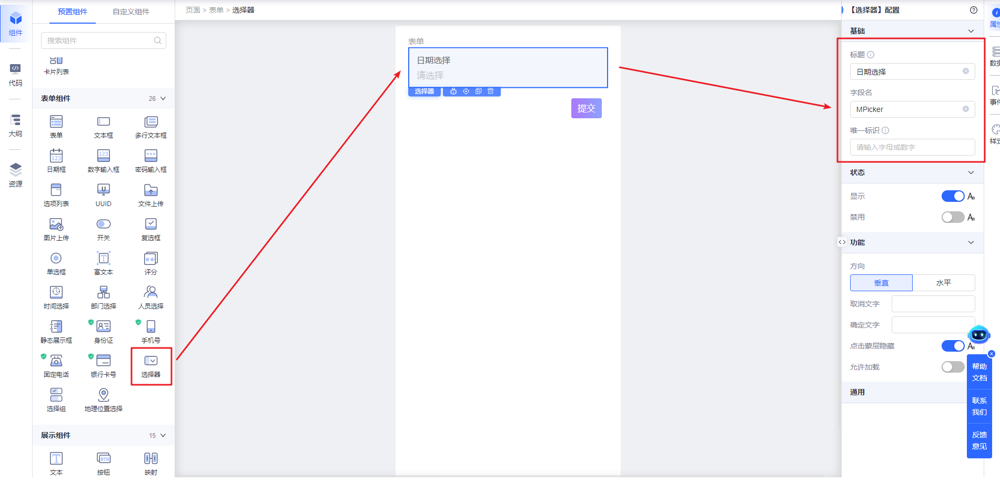 组件
代码
大纲
资源
预置组件
自定义组件
搜索组件
卡片列表
表单组件 26
表单 文本框 多行文本框
日期框 数字输入框 密码输入框
选项列表 UUID 文件上传
图片上传 开关 复选框
单选框 富文本 评分
时间选择 部门选择 人员选择
静态展示框 身份证 手机号
固定电话 银行卡号 选择器
选择组 地理位置选择
展示组件 15
文本 按钮 映射
页面 > 表单 > 选择器
表单
日期选择
请选择
选择器
提交
【选择器】配置
基础
标题
日期选择
字段名
MPicker
唯一标识
请输入字母或数字
状态
显示
禁用
功能
方向
垂直 水平
取消文字
确定文字
点击蒙层隐藏
允许加载
通用
帮助
文档
联系
我们
反馈
意见